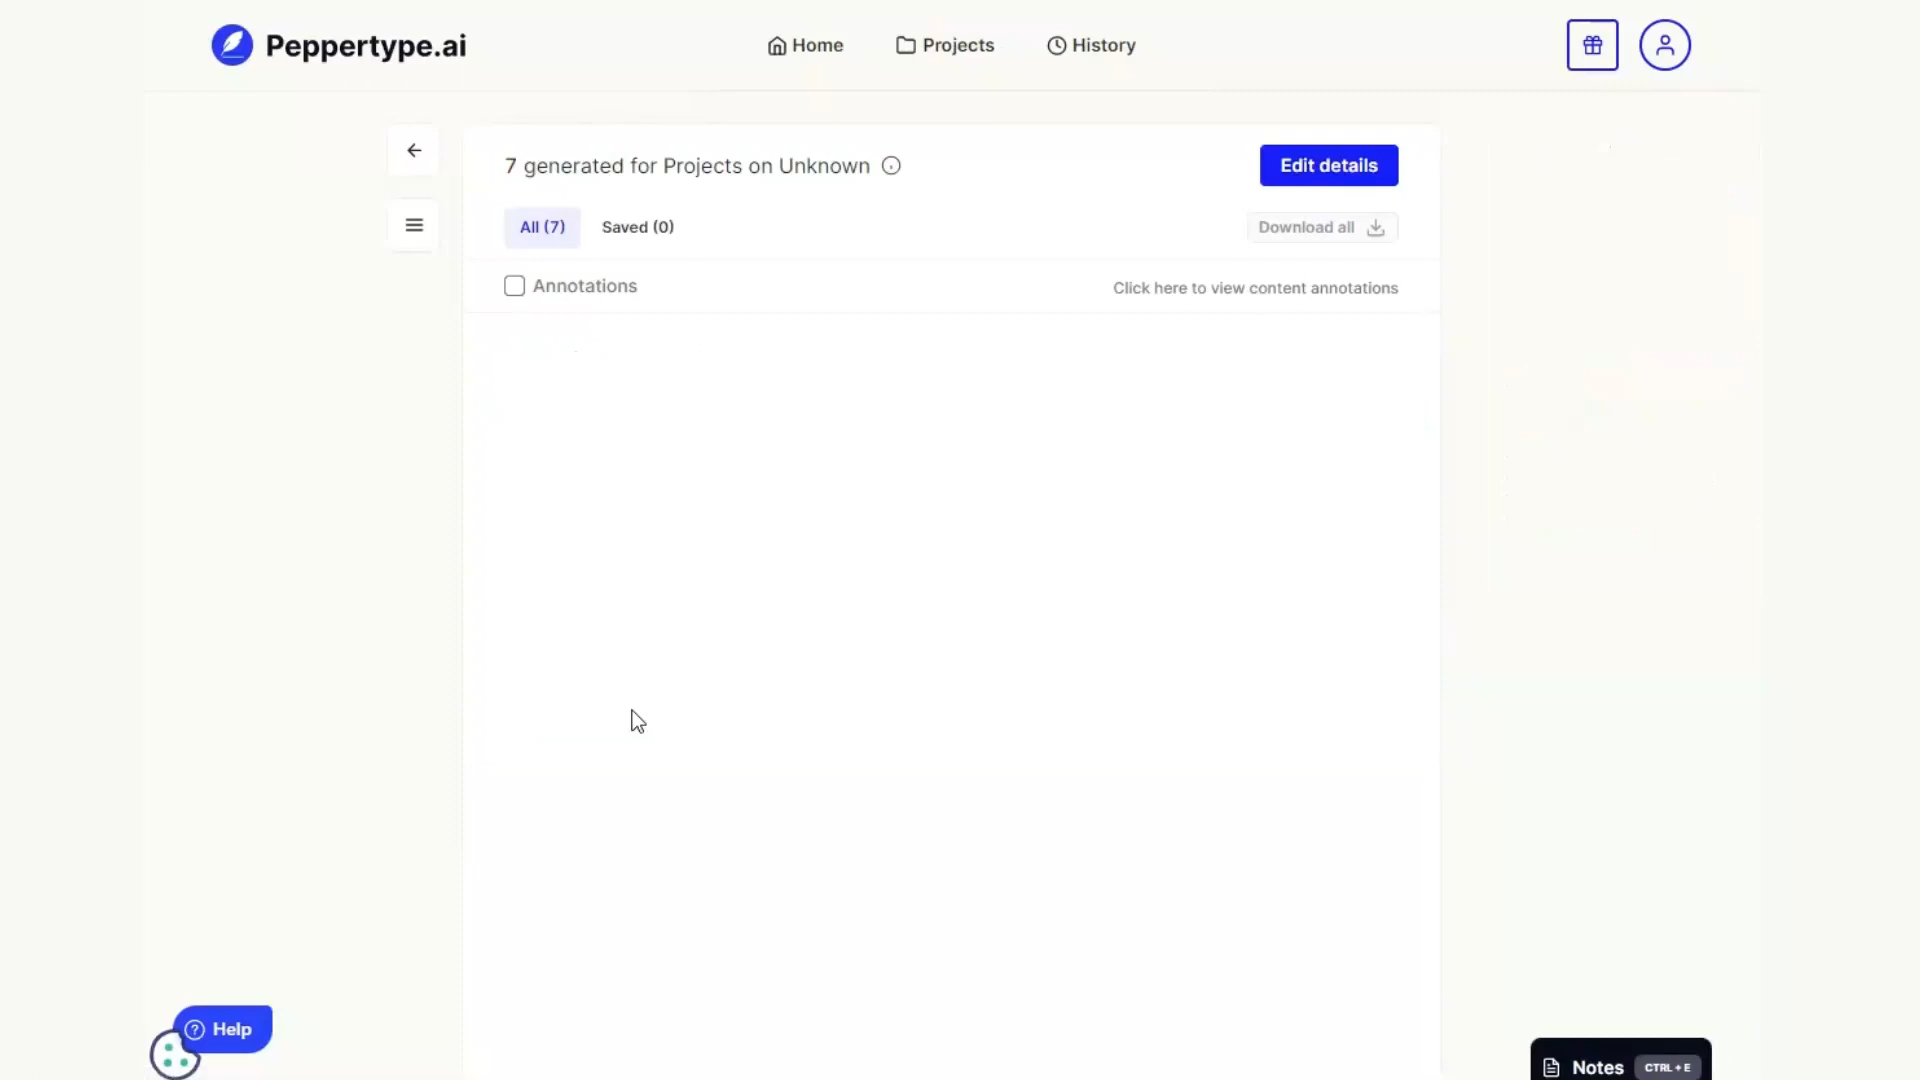 Peppertype.ai
Home
Projects
History
7 generated for Projects on Unknown
Edit details
All (7)
Saved (0)
Download all
Annotations
Click here to view content annotations
Help
Notes
CTRL + E